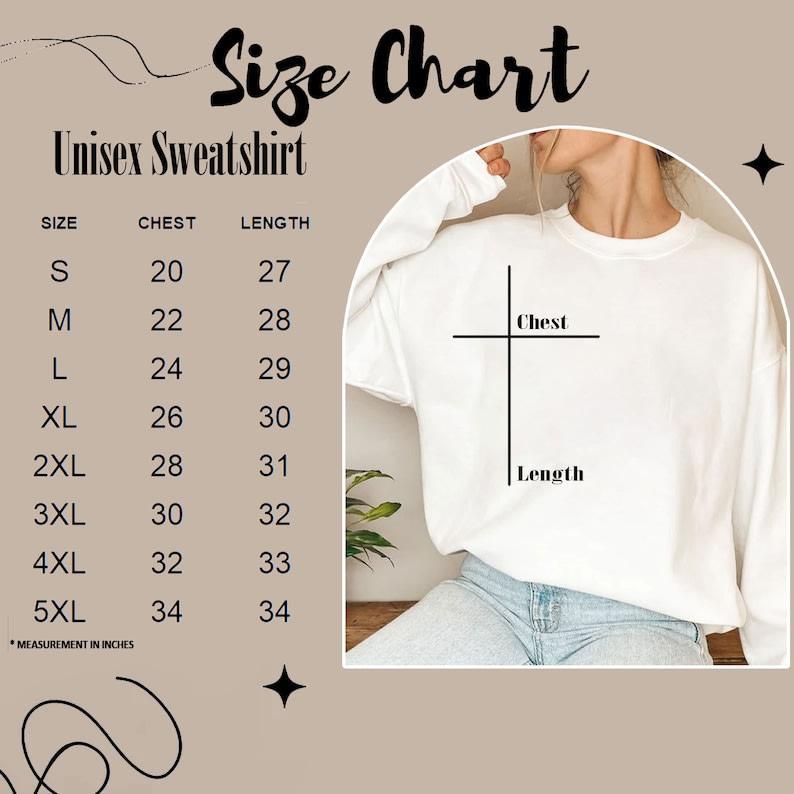 Size Chart
Unisex Sweatshirt
SIZE CHEST LENGTH
S 20 27
M 22 28
L 24 29
XL 26 30
2XL 28 31
3XL 30 32
4XL 32 33
5XL 34 34
* MEASUREMENT IN INCHES
Chest
Length